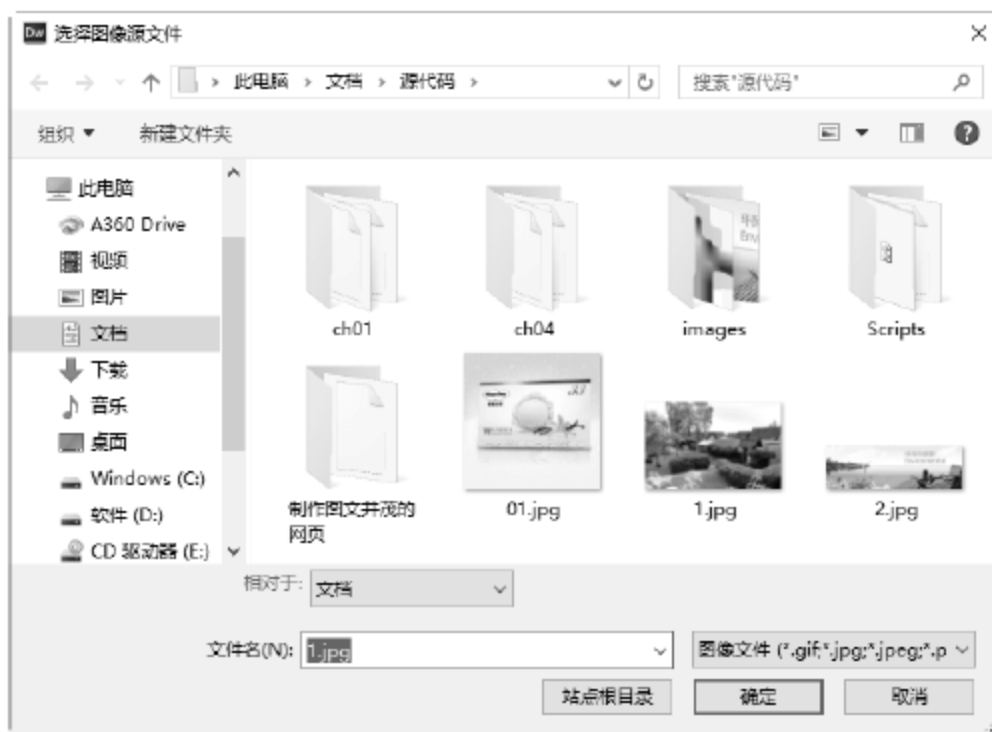 Dw 选择图像源文件
此电脑 › 文档 › 源代码 ›
搜索"源代码"
组织
新建文件夹
此电脑
A360 Drive
视频
图片
文档
下载
音乐
桌面
Windows (C:)
软件 (D:)
CD 驱动器 (E:)
ch01
ch04
images
Scripts
制作图文并茂的
网页
01.jpg
1.jpg
2.jpg
相对于:
文档
文件名(N):
1.jpg
图像文件 (*.gif;*.jpg;*.jpeg;*.p
站点根目录
确定
取消